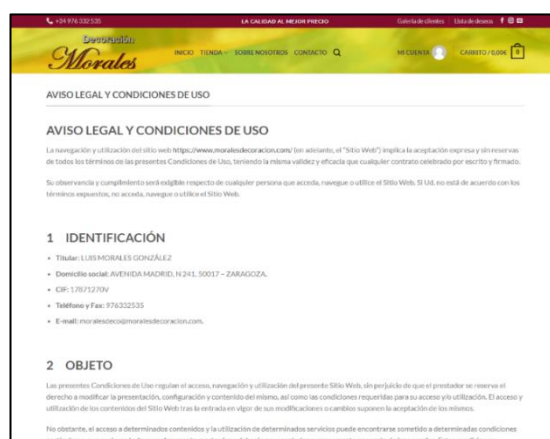 +34 976 332 535 LA CALIDAD AL MEJOR PRECIO Galería de clientes Lista de deseos
Decoración
Morales
INICIO TIENDA SOBRE NOSOTROS CONTACTO MI CUENTA CARRITO / 0,00€ 0
AVISO LEGAL Y CONDICIONES DE USO
AVISO LEGAL Y CONDICIONES DE USO
La navegación y utilización del sitio web https://www.moralesdecoracion.com/ (en adelante, el "Sitio Web") implica la aceptación expresa y sin reservas
de todos los términos de las presentes Condiciones de Uso, teniendo la misma validez y eficacia que cualquier contrato celebrado por escrito y firmado.
Su observancia y cumplimiento será exigible respecto de cualquier persona que acceda, navegue o utilice el Sitio Web. Si Ud. no está de acuerdo con los
términos expuestos, no acceda, navegue o utilice el Sitio Web.
1 IDENTIFICACIÓN
• Titular: LUIS MORALES GONZÁLEZ
• Domicilio social: AVENIDA MADRID, N 241, 50017 – ZARAGOZA.
• CIF: 17871270V
• Teléfono y Fax: 976332535
• E-mail: moralesdeco@moralesdecoracion.com.
2 OBJETO
Las presentes Condiciones de Uso regulan el acceso, navegación y utilización del presente Sitio Web, sin perjuicio de que el prestador se reserva el
derecho a modificar la presentación, configuración y contenido del mismo, así como las condiciones requeridas para su acceso y/o utilización. El acceso y
utilización de los contenidos del Sitio Web tras la entrada en vigor de sus modificaciones o cambios suponen la aceptación de los mismos.
No obstante, el acceso a determinados contenidos y la utilización de determinados servicios puede encontrarse sometido a determinadas condiciones